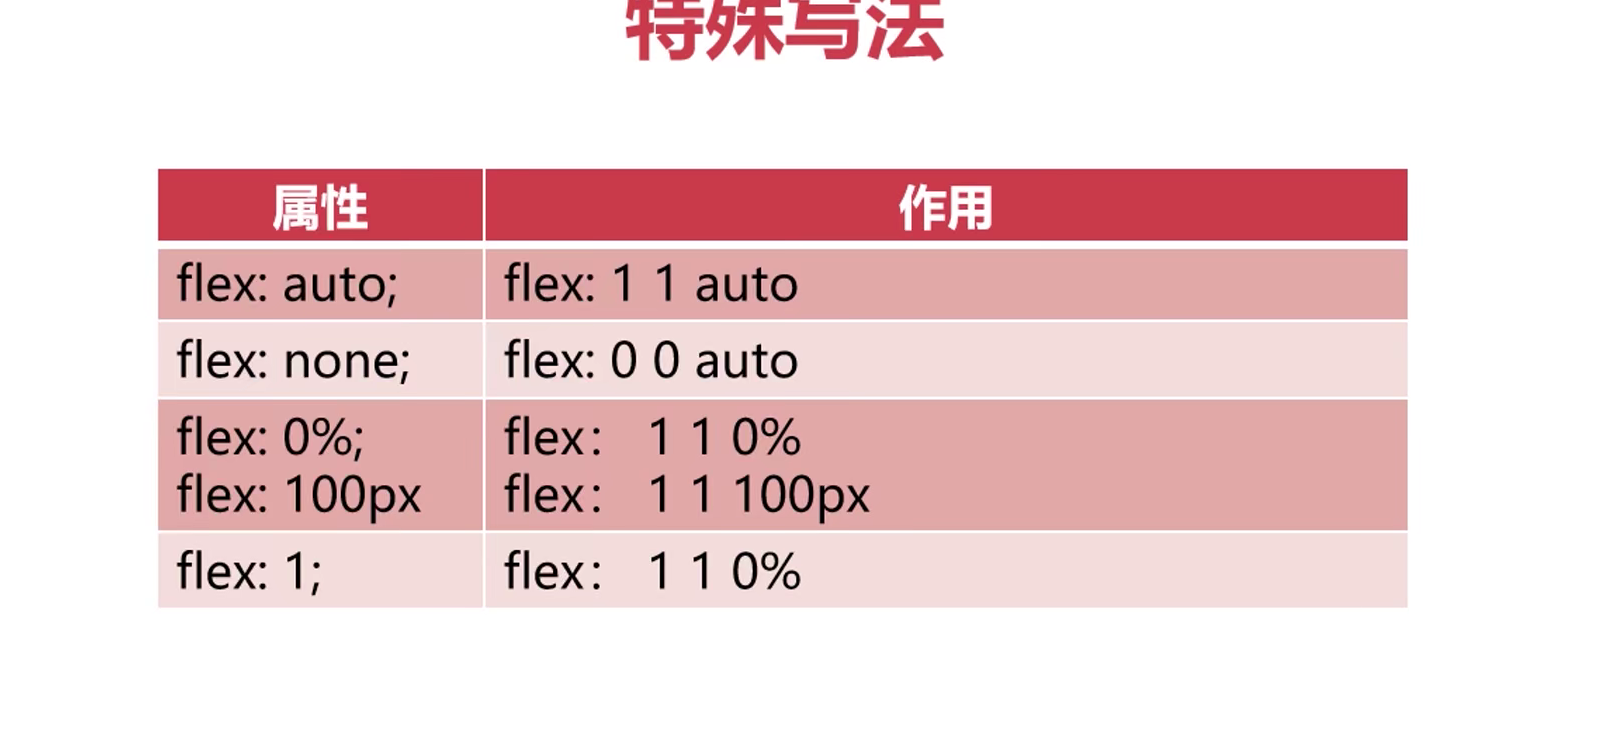 特殊写法
属性 作用
flex: auto; flex: 1 1 auto
flex: none; flex: 0 0 auto
flex: 0%; flex： 1 1 0%
flex: 100px flex： 1 1 100px
flex: 1; flex： 1 1 0%